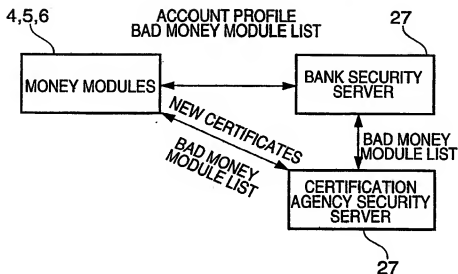 4,5,6
ACCOUNT PROFILE
BAD MONEY MODULE LIST
27
MONEY MODULES
BANK SECURITY
SERVER
NEW CERTIFICATES
BAD MONEY
MODULE LIST
BAD MONEY
MODULE LIST
CERTIFICATION
AGENCY SECURITY
SERVER
27